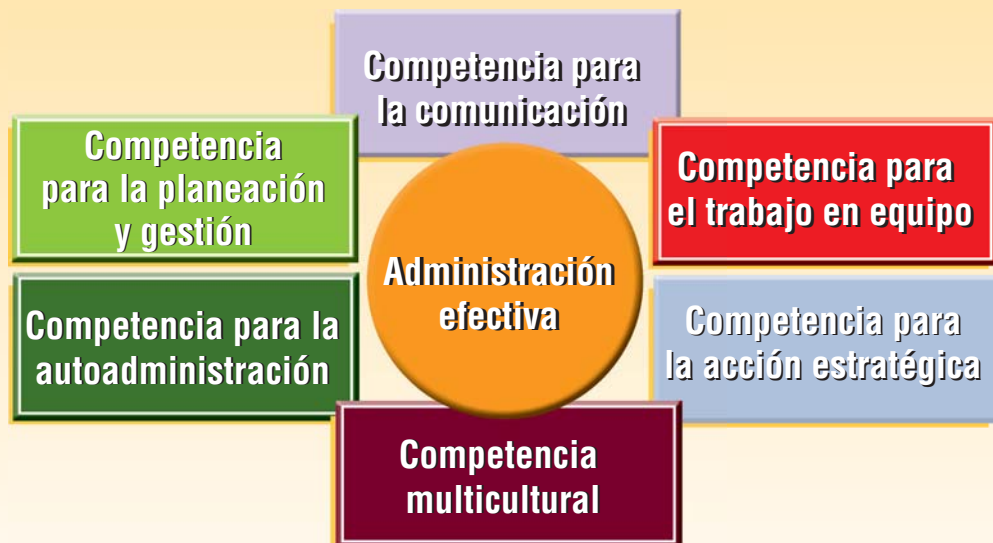 Competencia para
la comunicación
Competencia
para la planeación
y gestión
Competencia para
el trabajo en equipo
Administración
efectiva
Competencia para la
autoadministración
Competencia para
la acción estratégica
Competencia
multicultural